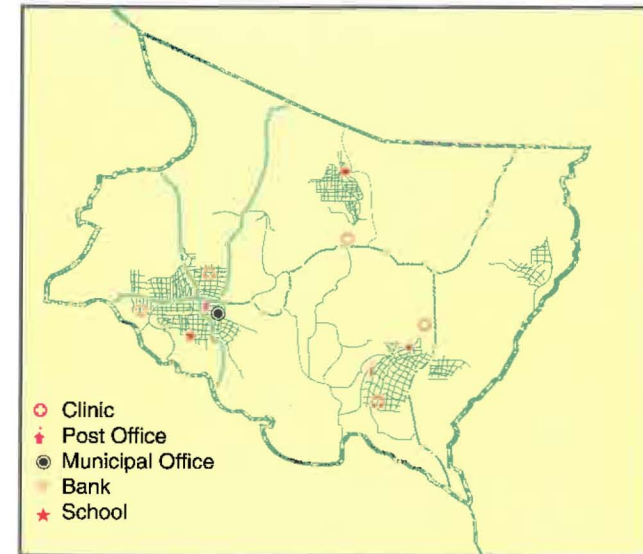 Clinic
Post Office
Municipal Office
Bank
School